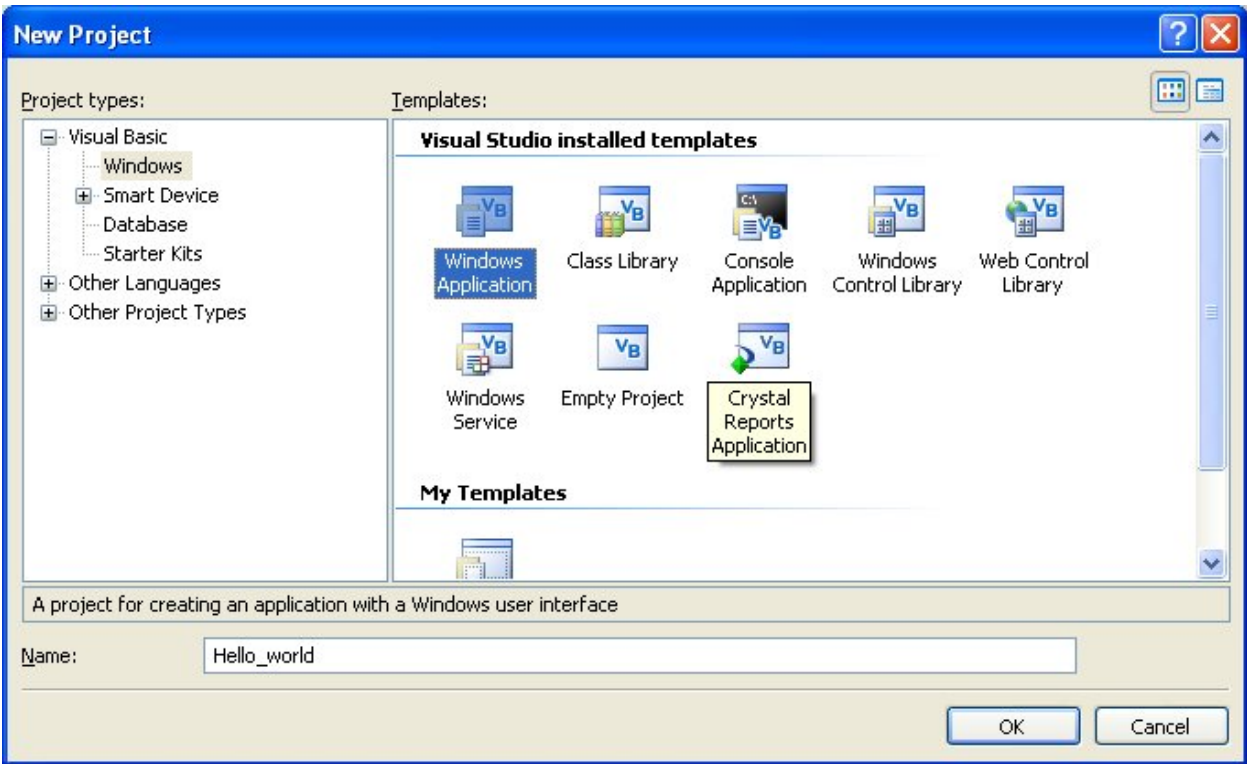 New Project
Project types:
Templates:
Visual Basic
Windows
Smart Device
Database
Starter Kits
Other Languages
Other Project Types
Visual Studio installed templates
Windows
Application
Class Library
Console
Application
Windows
Control Library
Web Control
Library
Windows
Service
Empty Project
Crystal
Reports
Application
My Templates
A project for creating an application with a Windows user interface
Name:
Hello_world
OK
Cancel